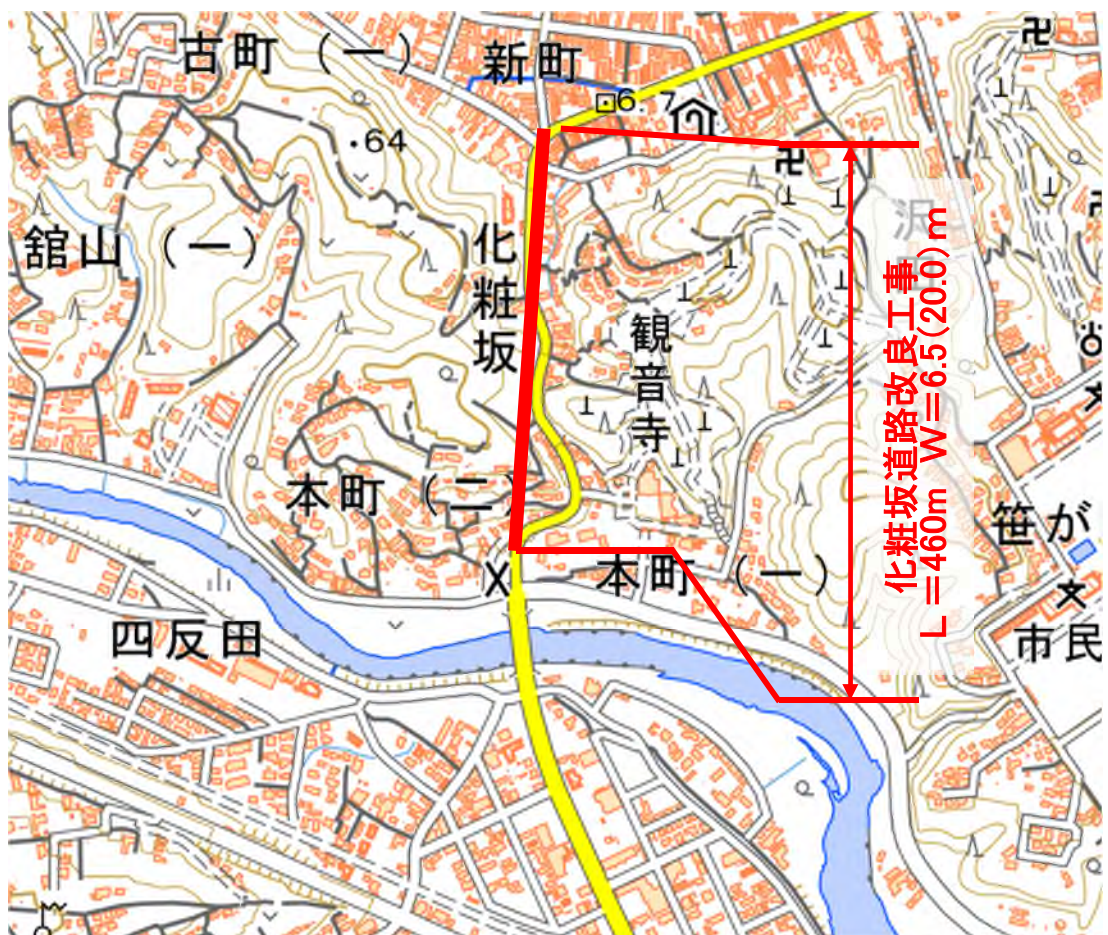 古町（一）
新町
6.7
・64
舘山（一）
化粧坂
観音寺
沢
化粧坂道路改良工事
L=460m W=6.5(20.0)m
本町（二）
本町（一）
笹が
市民
四反田